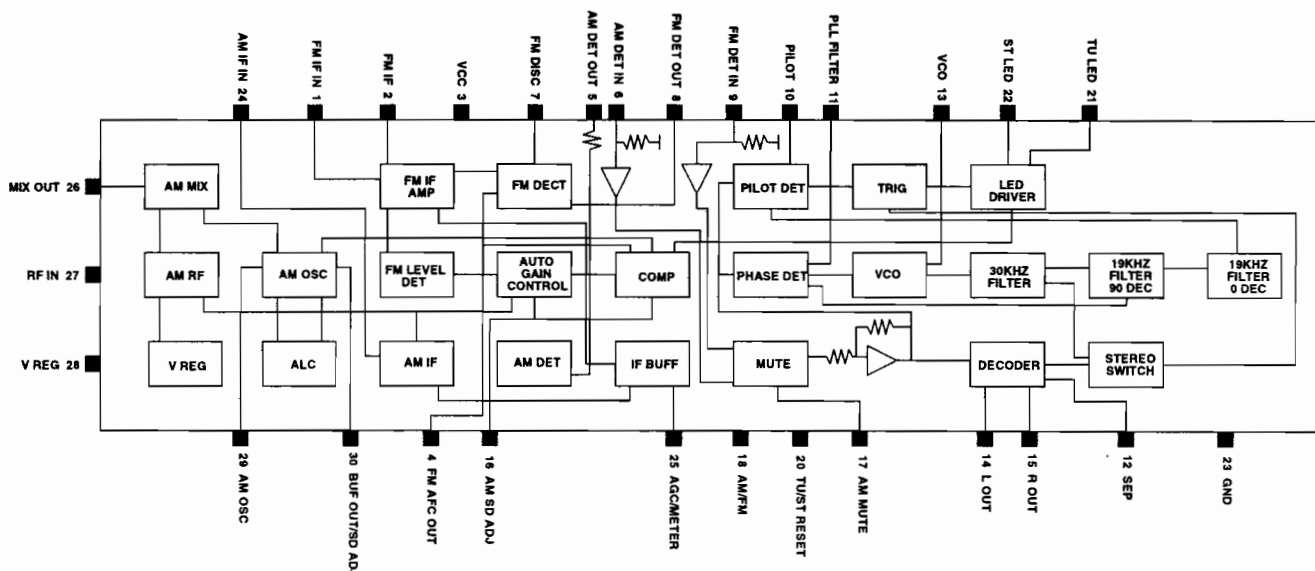 AM IF IN 24
FM IF IN 1
FM IF 2
VCC 3
FM DISC 7
AM DET OUT 5
AM DET IN 6
FM DET OUT 8
FM DET IN 9
PILOT 10
PLL FILTER 11
VCO 13
ST LED 22
TU LED 21
MIX OUT 26
AM MIX
FM IF
AMP
FM DECT
PILOT DET
TRIG
LED
DRIVER
RF IN 27
AM RF
AM OSC
FM LEVEL
DET
AUTO
GAIN
CONTROL
COMP
PHASE DET
VCO
30KHZ
FILTER
19KHZ
FILTER
90 DEC
19KHZ
FILTER
0 DEC
V REG 28
V REG
ALC
AM IF
AM DET
IF BUFF
MUTE
DECODER
STEREO
SWITCH
29 AM OSC
30 BUF OUT/SD AD
4 FM AFC OUT
16 AM SD ADJ
25 AGC/METER
18 AM/FM
20 TU/ST RESET
17 AM MUTE
14 L OUT
15 R OUT
12 SEP
23 GND